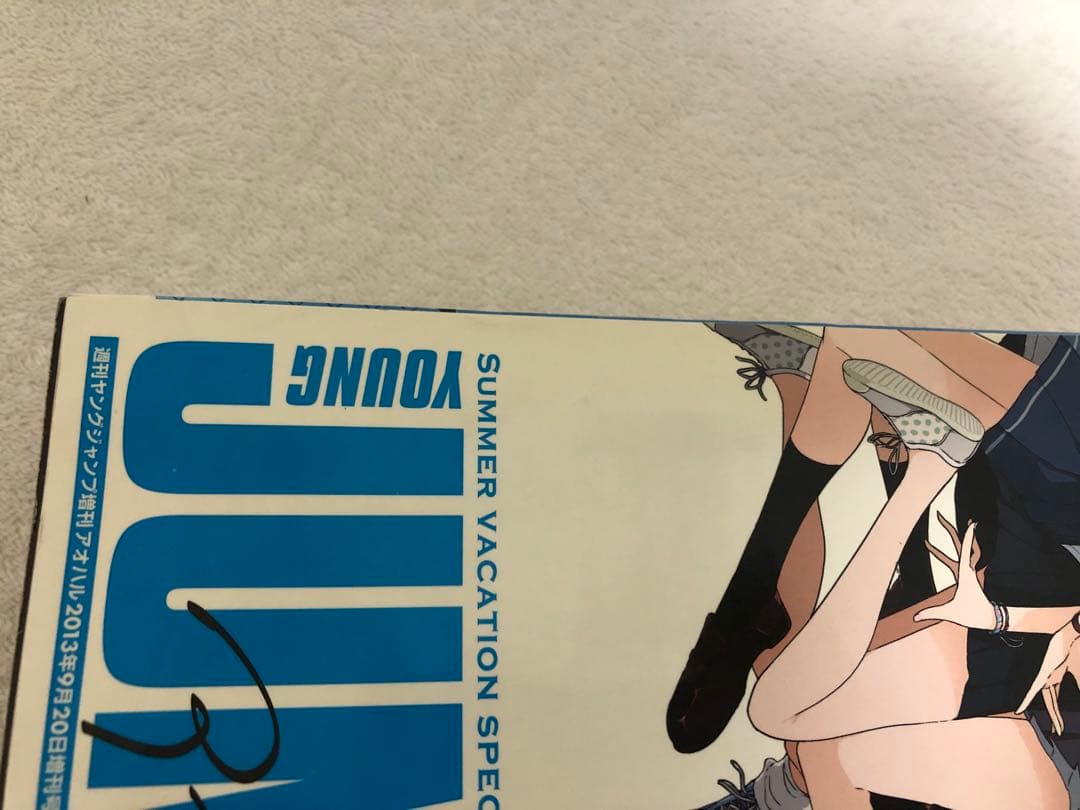 SUMMER VACATION SPEC
YOUNG
JUM
週刊ヤングジャンプ増刊 アオハル 2013年9月20日増刊号